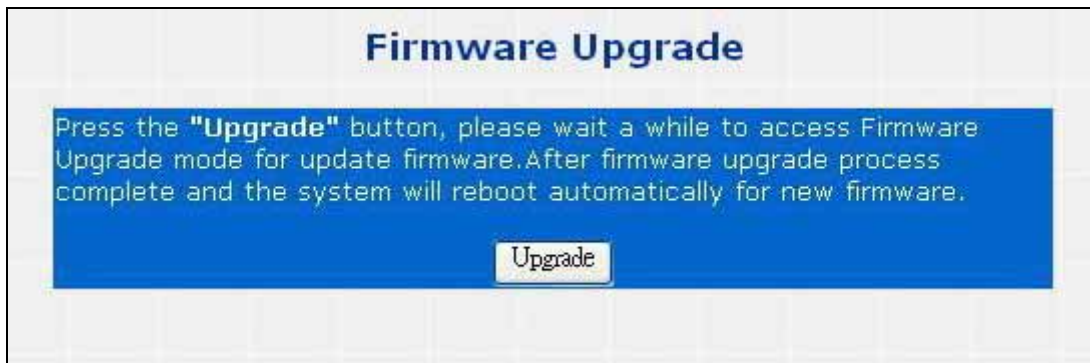 Firmware Upgrade
Press the "Upgrade" button, please wait a while to access Firmware
Upgrade mode for update firmware.After firmware upgrade process
complete and the system will reboot automatically for new firmware.
Upgrade